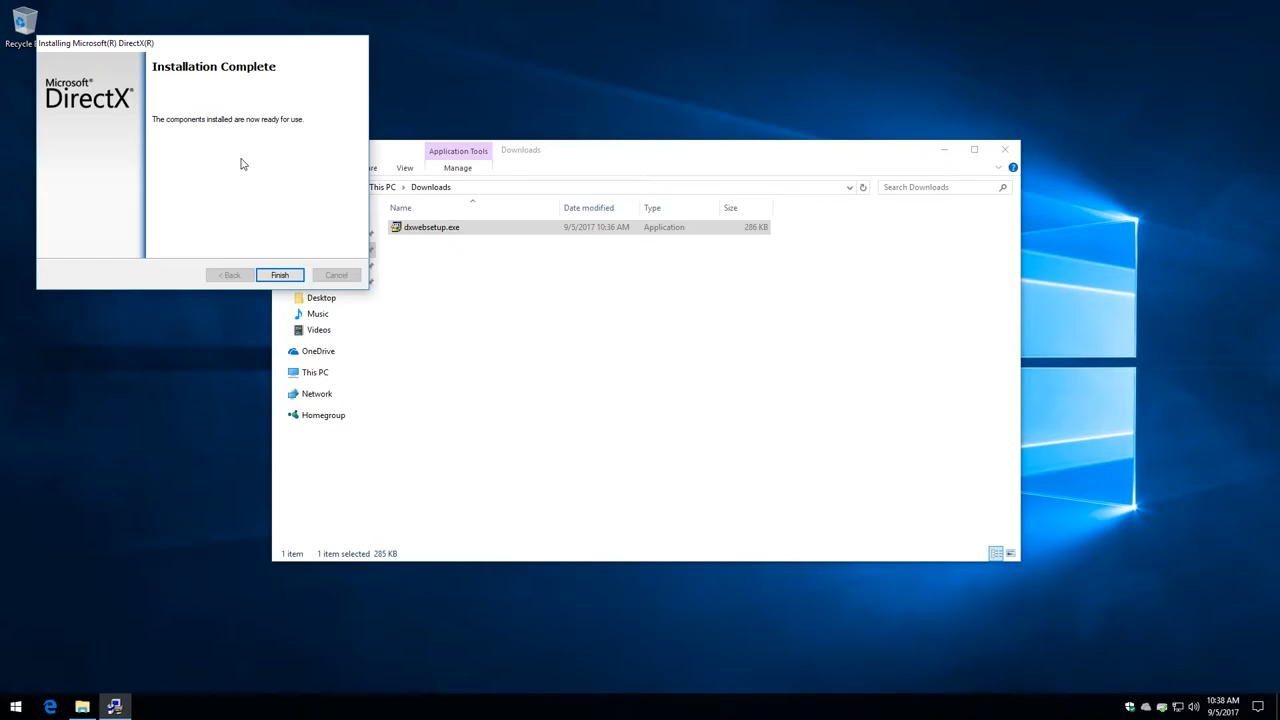 Recycle
Installing Microsoft(R) DirectX(R)
Microsoft®
DirectX®
Installation Complete
The components installed are now ready for use.
< Back
Finish
Cancel
Application Tools
Downloads
View
Manage
This PC > Downloads
Search Downloads
Name
Date modified
Type
Size
dxwebsetup.exe
9/5/2017 10:36 AM
Application
286 KB
Desktop
Music
Videos
OneDrive
This PC
Network
Homegroup
1 item
1 item selected 285 KB
10:38 AM
9/5/2017